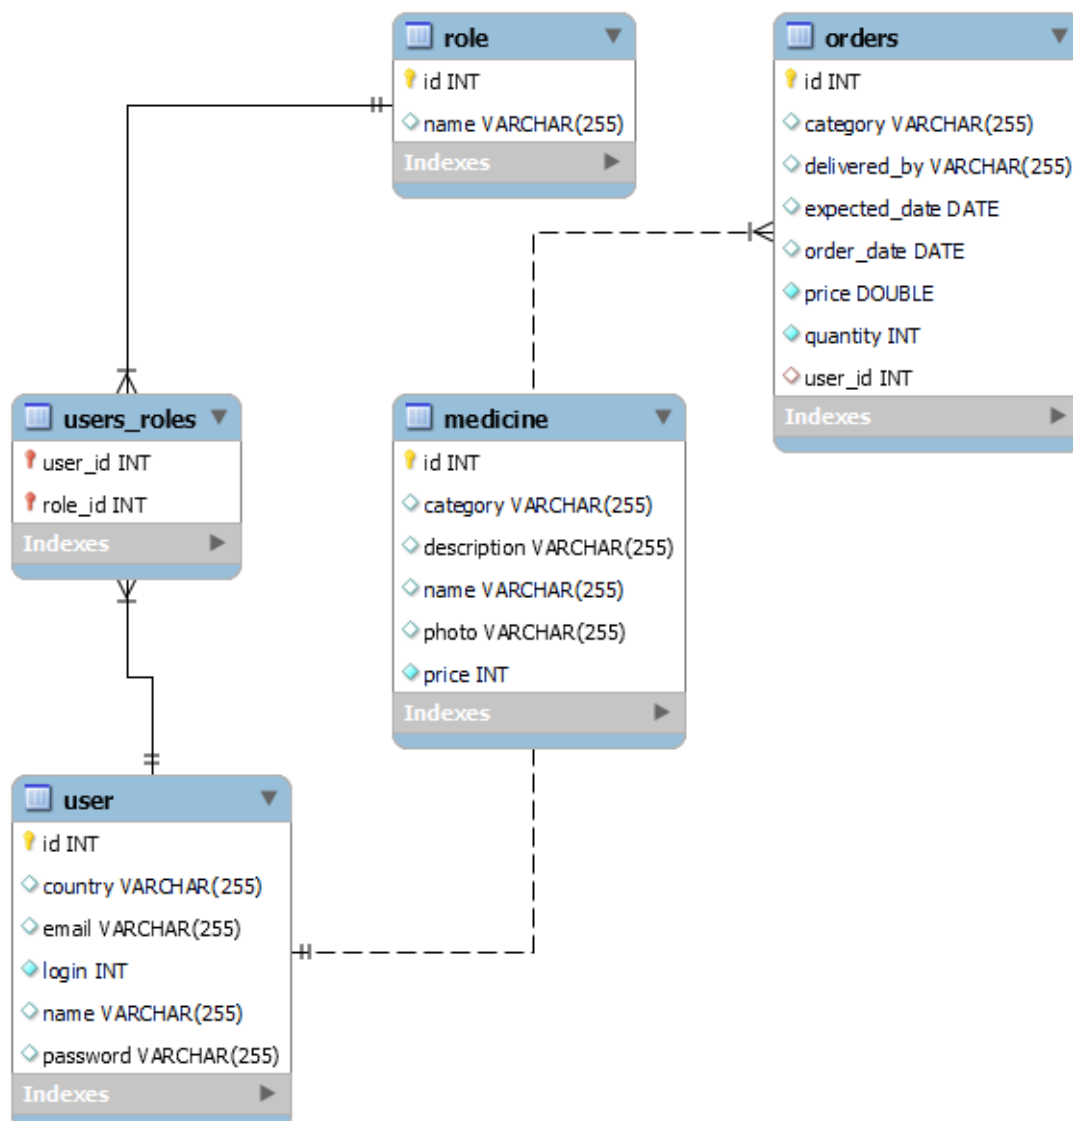 role
id INT
name VARCHAR(255)
Indexes
orders
id INT
category VARCHAR(255)
delivered_by VARCHAR(255)
expected_date DATE
order_date DATE
price DOUBLE
quantity INT
user_id INT
Indexes
users_roles
user_id INT
role_id INT
Indexes
medicine
id INT
category VARCHAR(255)
description VARCHAR(255)
name VARCHAR(255)
photo VARCHAR(255)
price INT
Indexes
user
id INT
country VARCHAR(255)
email VARCHAR(255)
login INT
name VARCHAR(255)
password VARCHAR(255)
Indexes